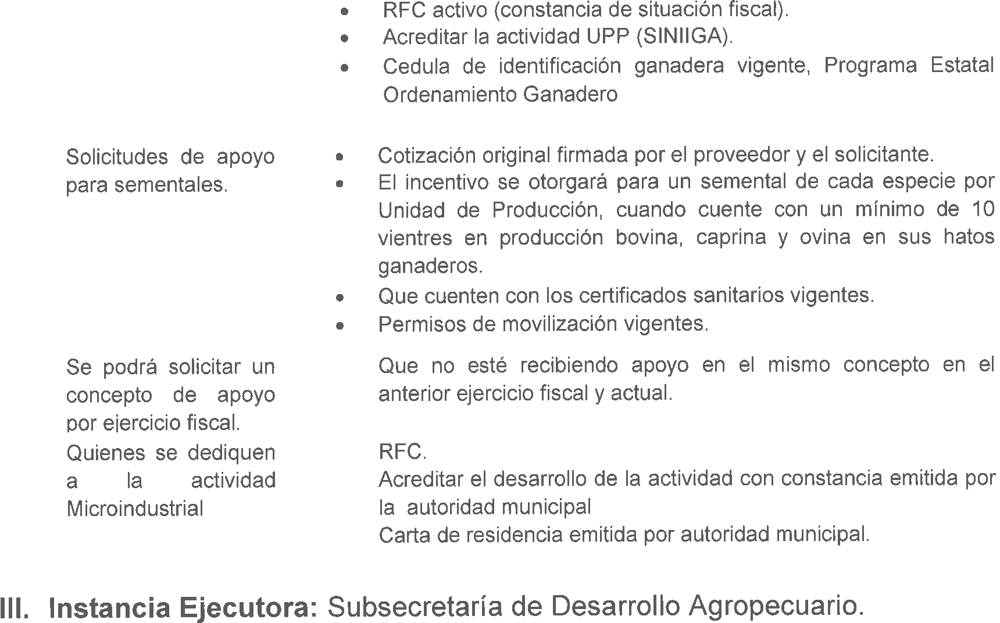 • RFC activo (constancia de situación fiscal).
• Acreditar la actividad UPP (SINIIGA).
• Cedula de identificación ganadera vigente, Programa Estatal
Ordenamiento Ganadero
Solicitudes de apoyo
para sementales.
• Cotización original firmada por el proveedor y el solicitante.
• El incentivo se otorgará para un semental de cada especie por
Unidad de Producción, cuando cuente con un mínimo de 10
vientres en producción bovina, caprina y ovina en sus hatos
ganaderos.
• Que cuenten con los certificados sanitarios vigentes.
• Permisos de movilización vigentes.
Se podrá solicitar un
concepto de apoyo
por ejercicio fiscal.
Que no esté recibiendo apoyo en el mismo concepto en el
anterior ejercicio fiscal y actual.
Quienes se dediquen
a la actividad
Microindustrial
RFC.
Acreditar el desarrollo de la actividad con constancia emitida por
la autoridad municipal
Carta de residencia emitida por autoridad municipal.
III. Instancia Ejecutora: Subsecretaría de Desarrollo Agropecuario.